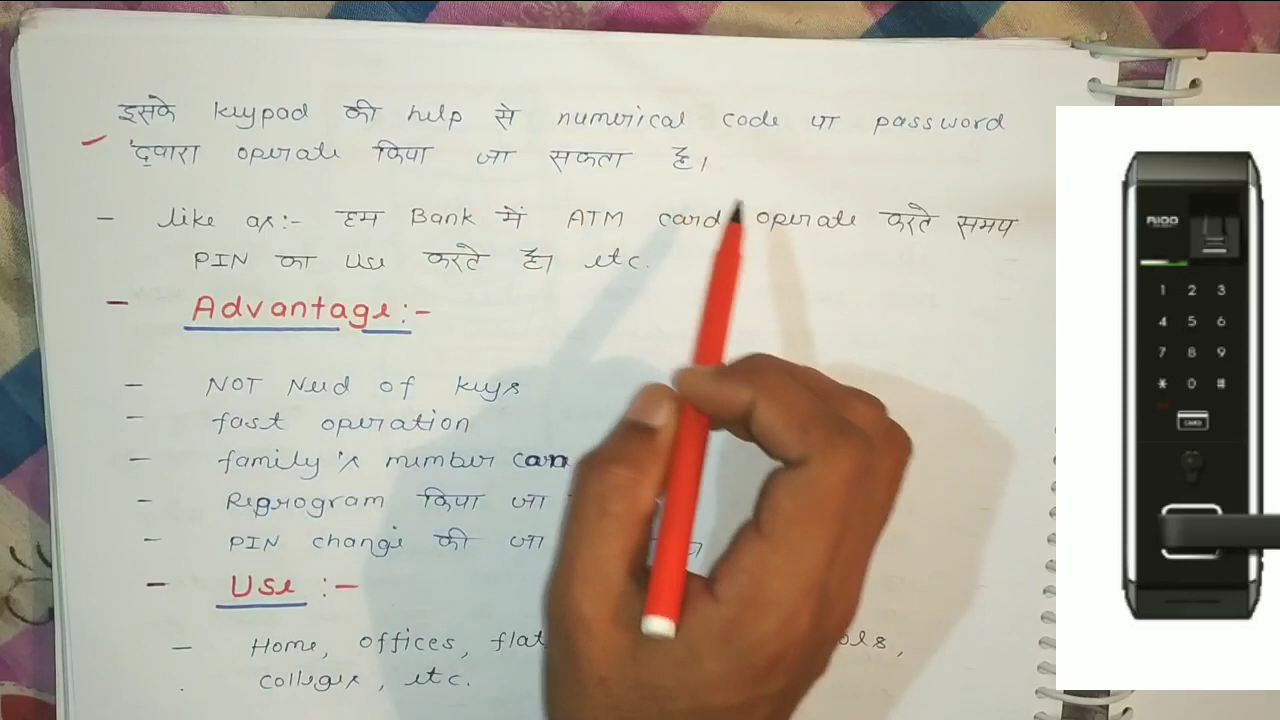 इसके keypad की help से numerical code या password
द्वारा operate किया जा सकता है।
- like as:- हम Bank में ATM card operate करते समय
PIN का use करते है। etc.
- Advantage:-
- NOT Need of keys
- fast operation
- family's member can
- Reprogram किया जा
- PIN change की जा
- Use :-
- Home, offices, flat
colleges, etc.
1 2 3
4 5 6
7 8 9
* 0 #
CARD